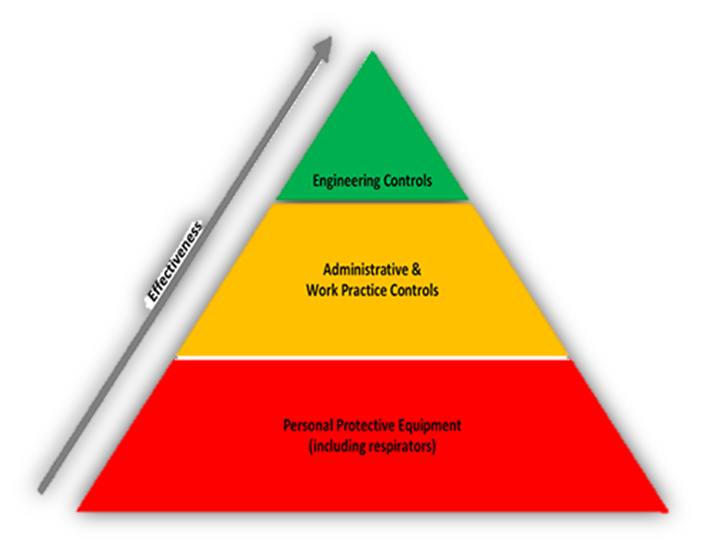 Effectiveness
Engineering Controls
Administrative &
Work Practice Controls
Personal Protective Equipment
(including respirators)